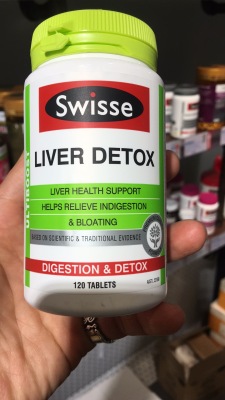 Swisse
ULTIBOOST
LIVER DETOX
LIVER HEALTH SUPPORT
HELPS RELIEVE INDIGESTION
& BLOATING
BASED ON SCIENTIFIC & TRADITIONAL EVIDENCE
DIGESTION & DETOX
120 TABLETS